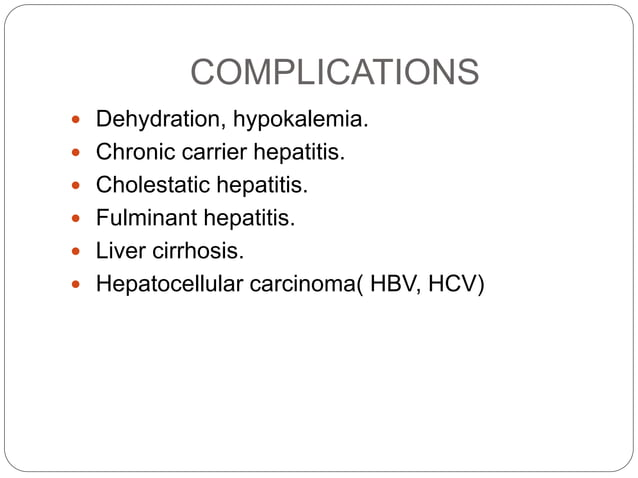 COMPLICATIONS
• Dehydration, hypokalemia.
• Chronic carrier hepatitis.
• Cholestatic hepatitis.
• Fulminant hepatitis.
• Liver cirrhosis.
• Hepatocellular carcinoma( HBV, HCV)